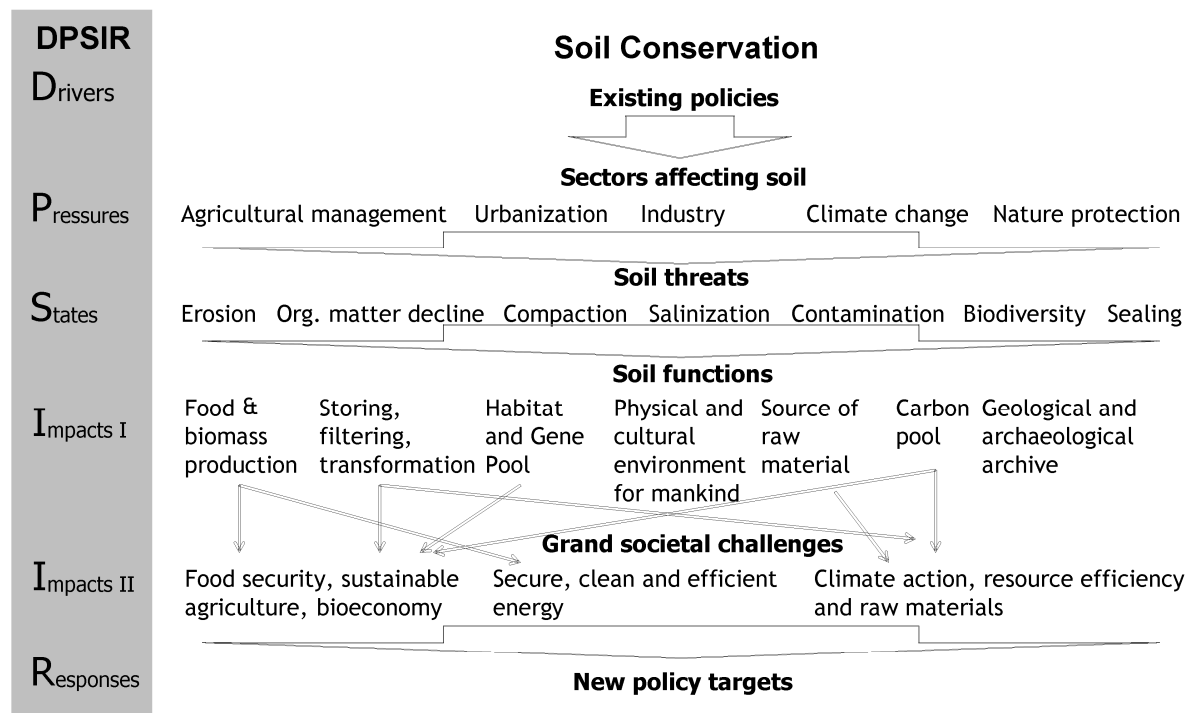 DPSIR
Soil Conservation
Drivers
Existing policies
Sectors affecting soil
Pressures
Agricultural management Urbanization Industry Climate change Nature protection
Soil threats
States
Erosion Org. matter decline Compaction Salinization Contamination Biodiversity Sealing
Soil functions
Impacts I
Food &
biomass
production
Storing,
filtering,
transformation
Habitat
and Gene
Pool
Physical and
cultural
environment
for mankind
Source of
raw
material
Carbon
pool
Geological and
archaeological
archive
Grand societal challenges
Impacts II
Food security, sustainable
agriculture, bioeconomy
Secure, clean and efficient
energy
Climate action, resource efficiency
and raw materials
Responses
New policy targets